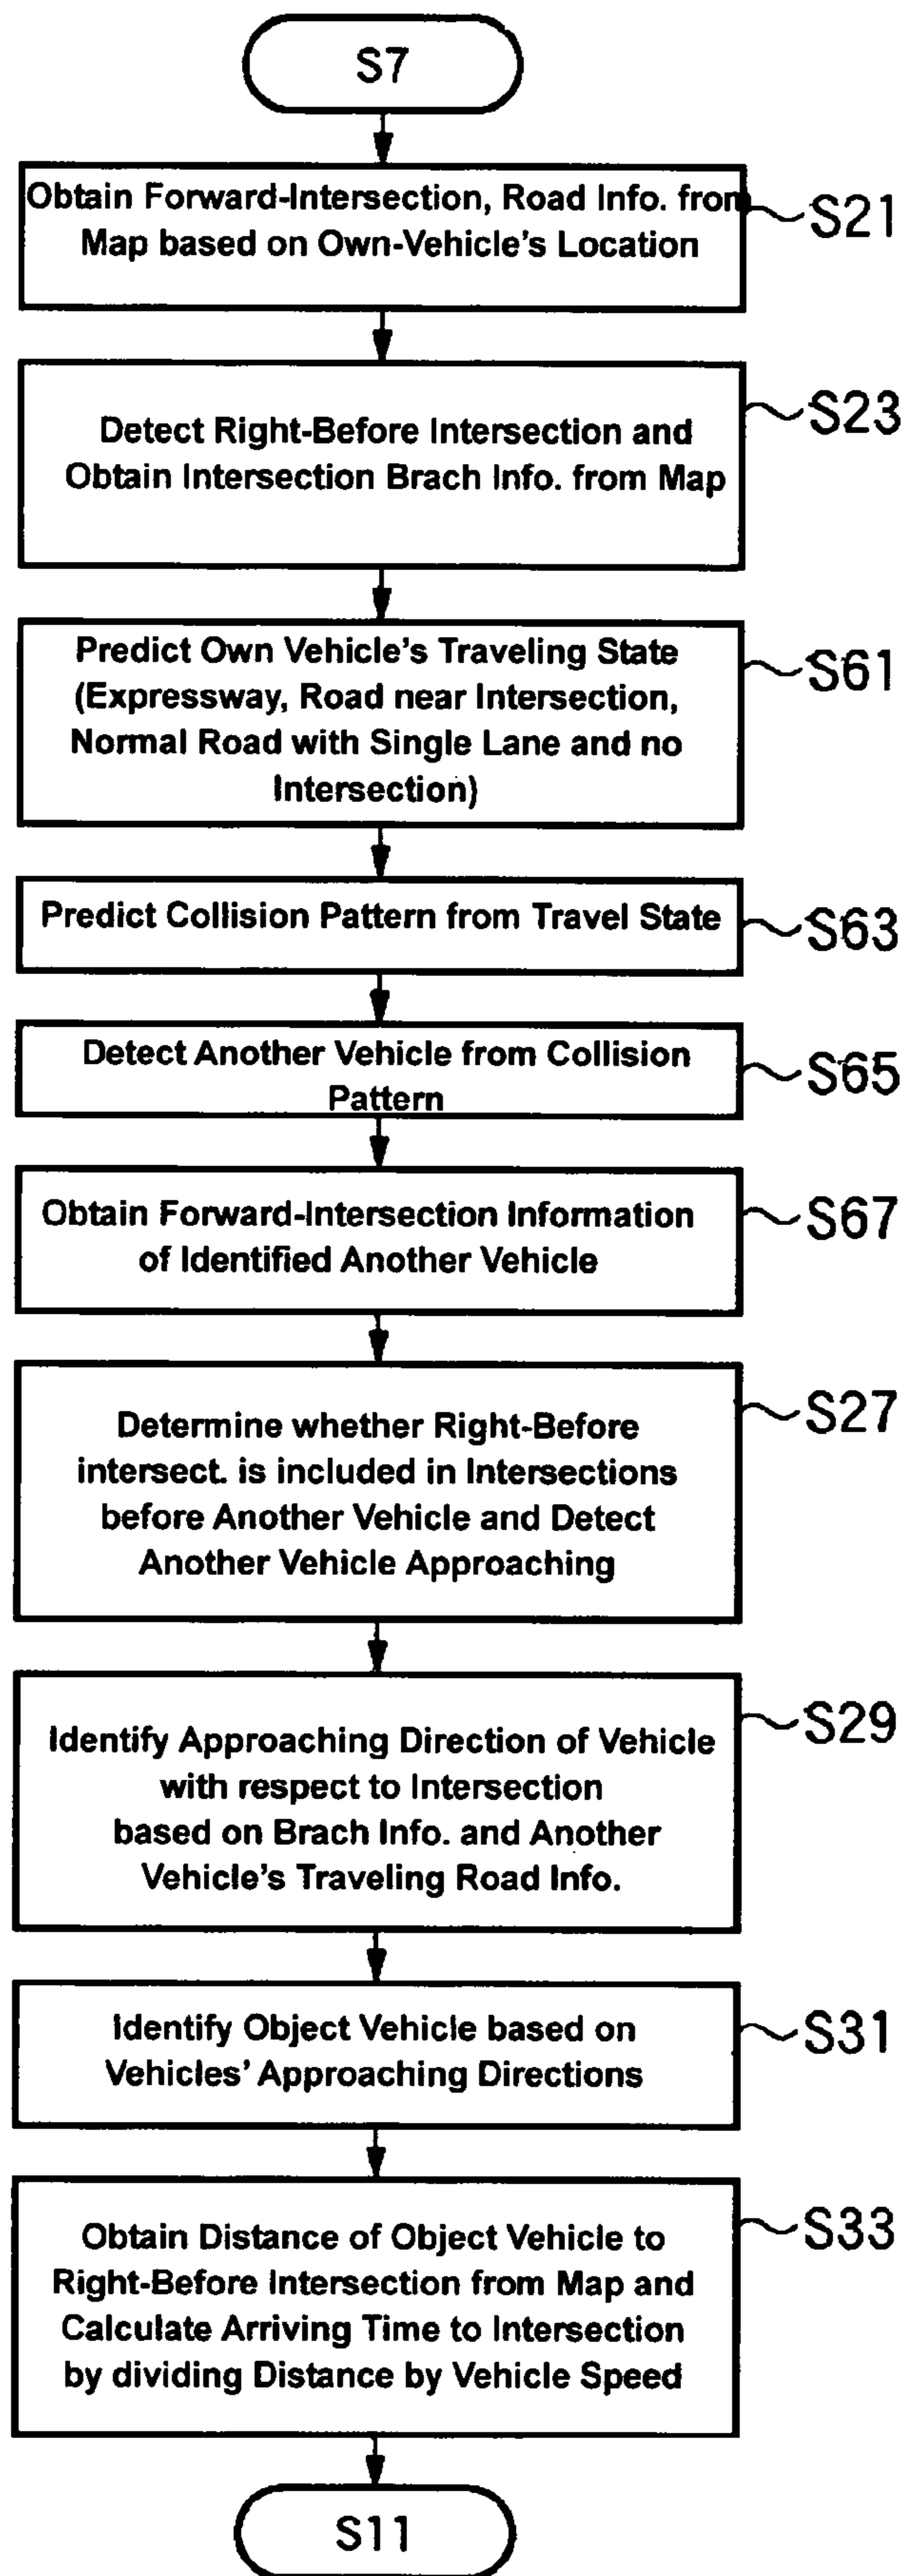 S7
Obtain Forward-Intersection, Road Info. from
Map based on Own-Vehicle's Location
S21
Detect Right-Before Intersection and
Obtain Intersection Brach Info. from Map
S23
Predict Own Vehicle's Traveling State
(Expressway, Road near Intersection,
Normal Road with Single Lane and no
Intersection)
S61
Predict Collision Pattern from Travel State
S63
Detect Another Vehicle from Collision
Pattern
S65
Obtain Forward-Intersection Information
of Identified Another Vehicle
S67
Determine whether Right-Before
intersect. is included in Intersections
before Another Vehicle and Detect
Another Vehicle Approaching
S27
Identify Approaching Direction of Vehicle
with respect to Intersection
based on Brach Info. and Another
Vehicle's Traveling Road Info.
S29
Identify Object Vehicle based on
Vehicles' Approaching Directions
S31
Obtain Distance of Object Vehicle to
Right-Before Intersection from Map and
Calculate Arriving Time to Intersection
by dividing Distance by Vehicle Speed
S33
S11